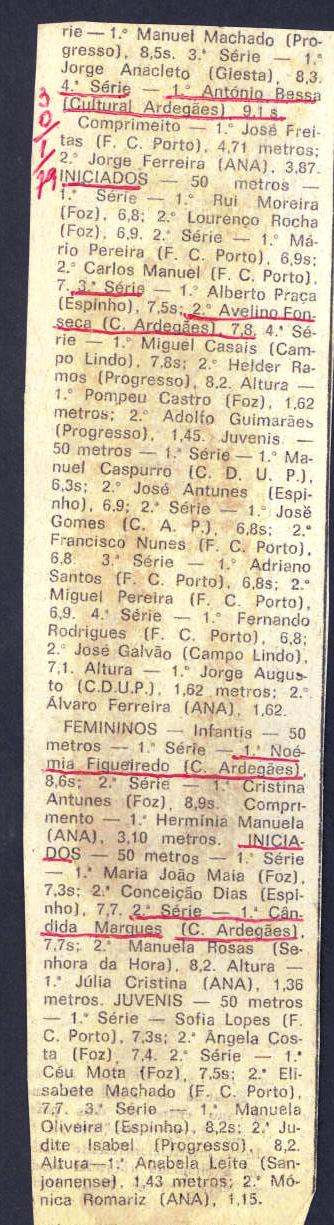 rie — 1.º Manuel Machado (Pro-
gresso), 8,5s. 3.ª Série — 1.º
Jorge Anacleto (Giesta), 8,3.
4. Série — 1.º António Bessa
(Cultural Ardegães) 9,1 s.
Comprimeito — 1.º José Frei-
tas (F. C. Porto), 4,71 metros;
2.º Jorge Ferreira (ANA), 3,87.
INICIADOS — 50 metros —
1.ª Série — 1.º Rui Moreira
(Foz), 6,8; 2.º Lourenço Rocha
(Foz), 6,9. 2.ª Série — 1.º Má-
rio Pereira (F. C. Porto), 6,9s;
2.º Carlos Manuel (F. C. Porto),
7. 3.ª Série — 1.º Alberto Praça
(Espinho), 7,5s; 2.º Avelino Fon-
seca (C. Ardegães), 7,8. 4.ª Sé-
rie — 1.º Miguel Casais (Cam-
po Lindo), 7,8s; 2.º Helder Ra-
mos (Progresso), 8,2. Altura —
1.º Pompeu Castro (Foz), 1,62
metros; 2.º Adolfo Guimarães
(Progresso), 1,45. Juvenis —
50 metros — 1.ª Série — 1.º Ma-
nuel Caspurro (C. D. U. P.),
6,3s; 2.º José Antunes (Espi-
nho), 6,9; 2.ª Série — 1.º José
Gomes (C. A. P.), 6,8s; 2.º
Francisco Nunes (F. C. Porto),
6,8. 3.ª Série — 1.º Adriano
Santos (F. C. Porto), 6,8s; 2.º
Miguel Pereira (F. C. Porto),
6,9. 4.ª Série — 1.º Fernando
Rodrigues (F. C. Porto), 6,8;
2.º José Galvão (Campo Lindo),
7,1. Altura — 1.º Jorge Augus-
to (C.D.U.P.), 1,62 metros; 2.º
Álvaro Ferreira (ANA), 1,62.
FEMININOS — Infantis — 50
metros — 1.ª Série — 1.ª Noé-
mia Figueiredo (C. Ardegães),
8,6s; 2.ª Série — 1.ª Cristina
Antunes (Foz), 8,9s. Compri-
mento — 1.ª Hermínia Manuela
(ANA), 3,10 metros. INICIA-
DOS — 50 metros — 1.ª Série
— 1.ª Maria João Maia (Foz),
7,3s; 2.ª Conceição Dias (Espi-
nho), 7,7. 2.ª Série — 1.ª Cân-
dida Marques (C. Ardegães),
7,7s; 2.ª Manuela Rosas (Se-
nhora da Hora), 8,2. Altura —
1.ª Júlia Cristina (ANA), 1,36
metros. JUVENIS — 50 metros
— 1.ª Série — Sofia Lopes (F.
C. Porto), 7,3s; 2.ª Ângela Cos-
ta (Foz), 7,4. 2.ª Série — 1.ª
Céu Mota (Foz), 7,5s; 2.ª Eli-
sabete Machado (F. C. Porto),
7,7. 3.ª Série — 1.ª Manuela
Oliveira (Espinho), 8,2s; 2.ª Ju-
dite Isabel (Progresso), 8,2.
Altura—1.ª Anabela Leite (San-
joanense), 1,43 metros; 2.ª Mó-
nica Romariz (ANA), 1,15.
30/1/79